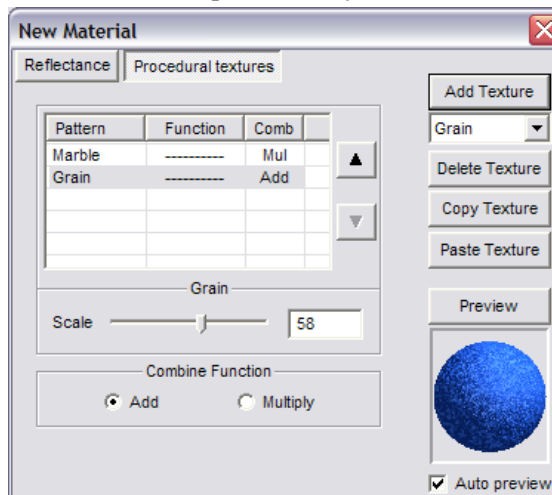 New Material
Reflectance Procedural textures
Add Texture
Pattern Function Comb
Grain
Marble ---------- Mul
Grain ---------- Add
Delete Texture
Copy Texture
Paste Texture
Grain
Scale 58
Preview
Combine Function
Add Multiply
Auto preview